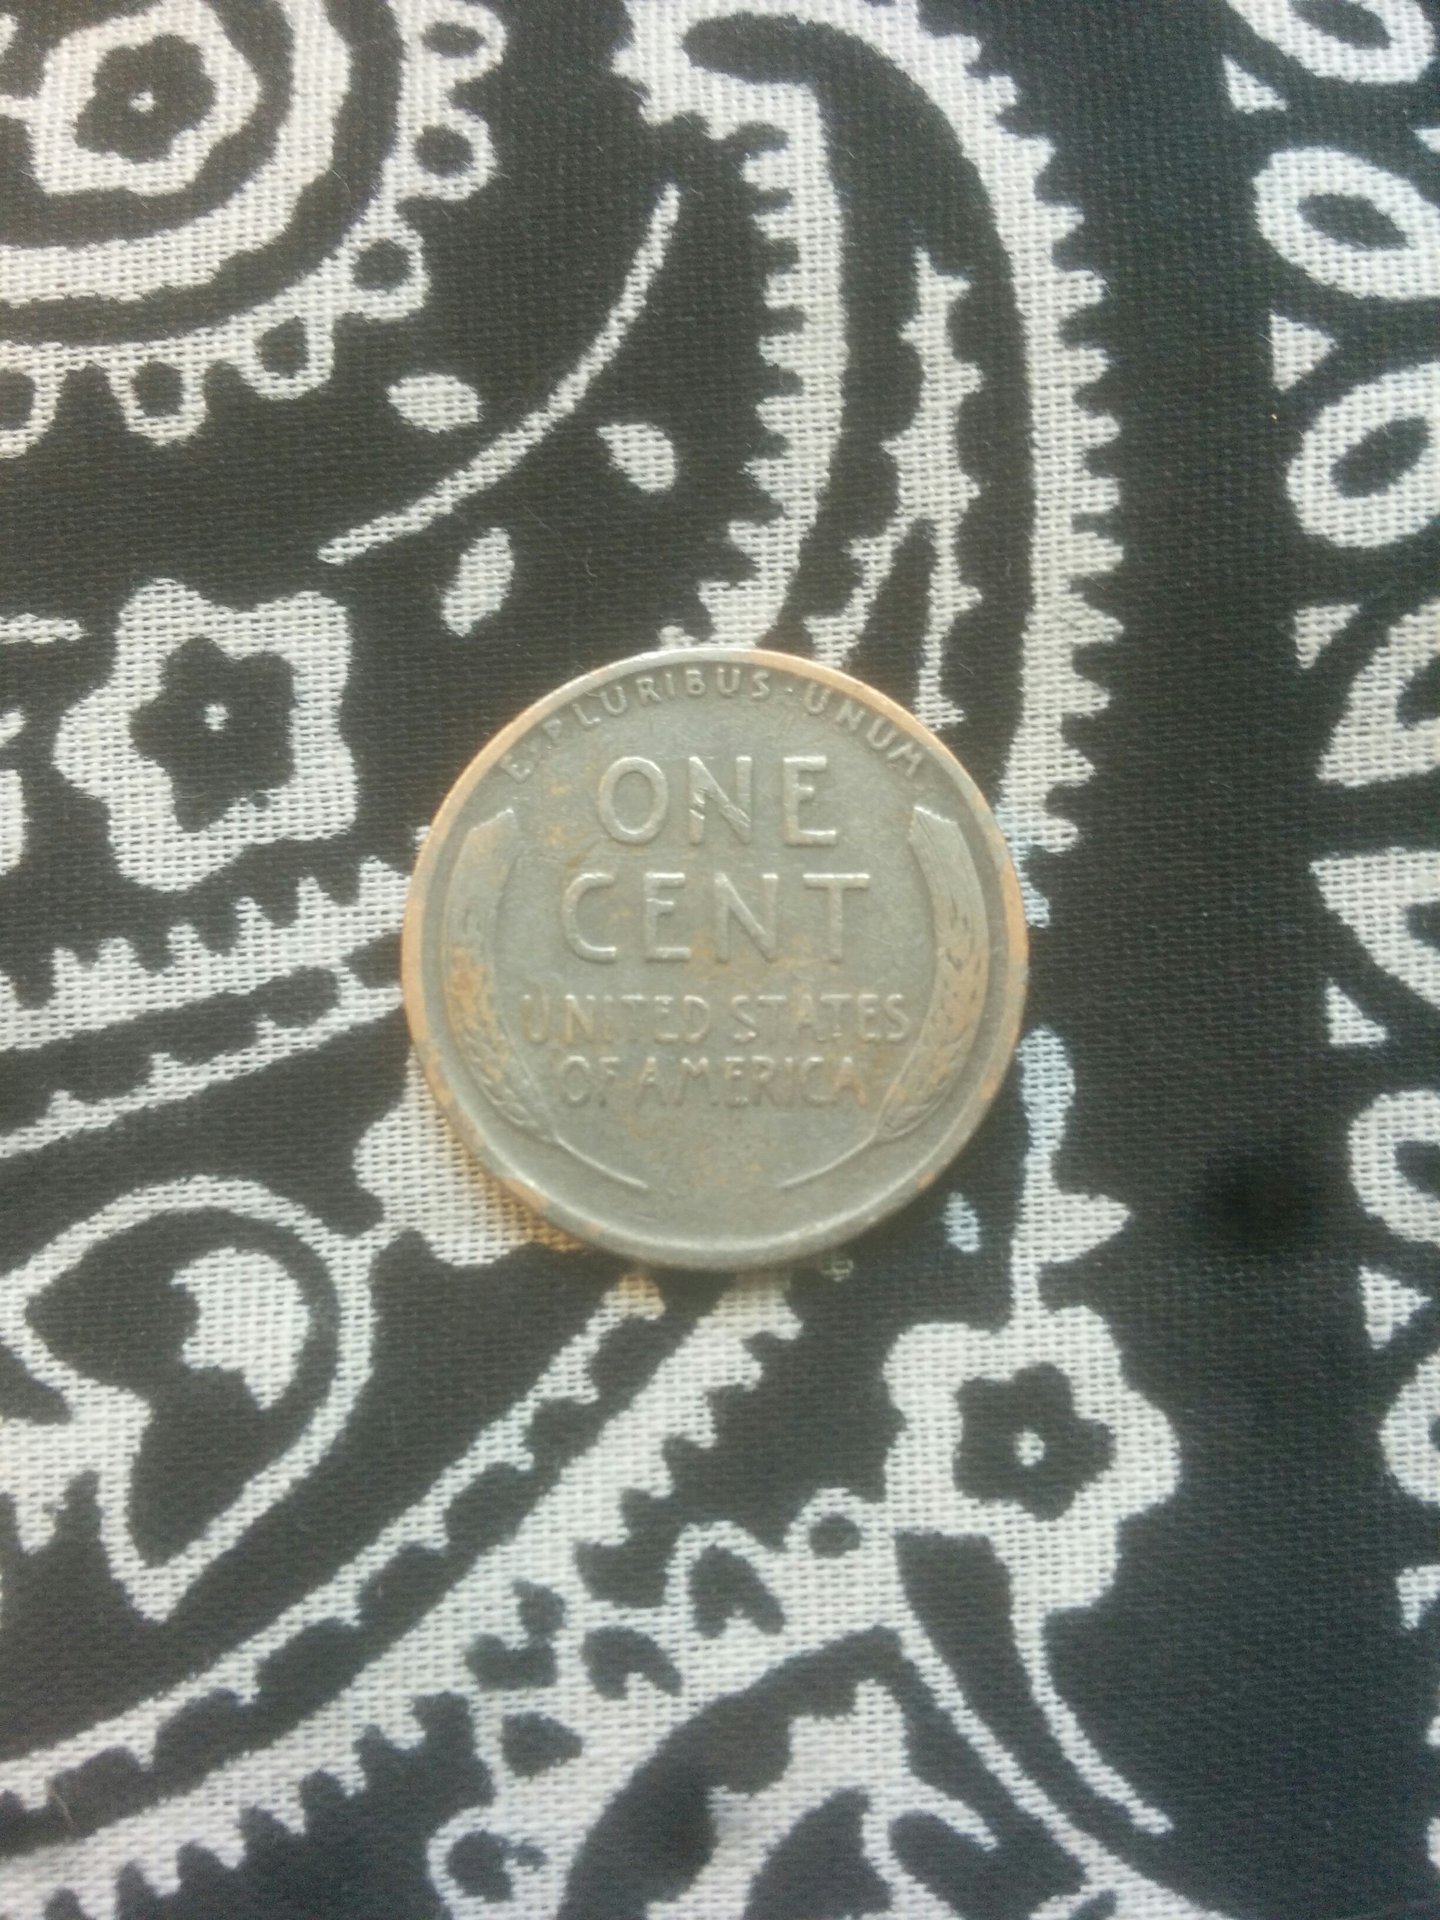 E·PLURIBUS·UNUM
ONE
CENT
UNITED STATES
OF AMERICA